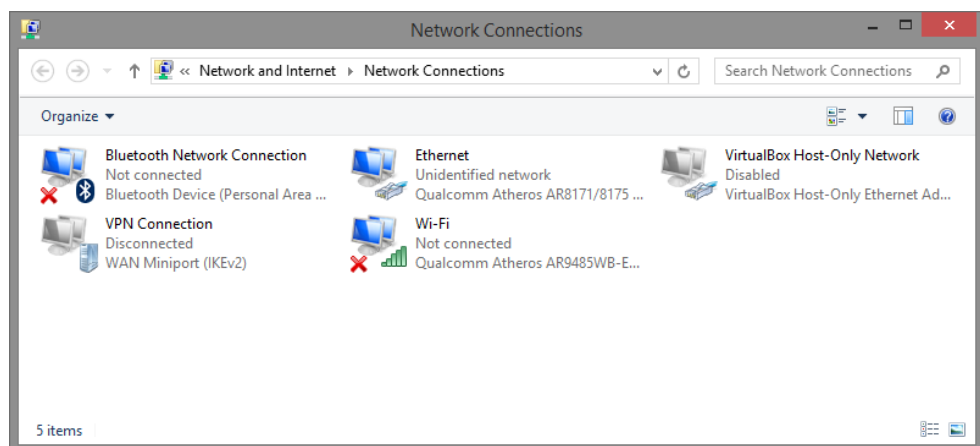 Network Connections
« Network and Internet Network Connections
Search Network Connections
Organize
Bluetooth Network Connection
Not connected
Bluetooth Device (Personal Area ...
Ethernet
Unidentified network
Qualcomm Atheros AR8171/8175 ...
VirtualBox Host-Only Network
Disabled
VirtualBox Host-Only Ethernet Ad...
VPN Connection
Disconnected
WAN Miniport (IKEv2)
Wi-Fi
Not connected
Qualcomm Atheros AR9485WB-E...
5 items